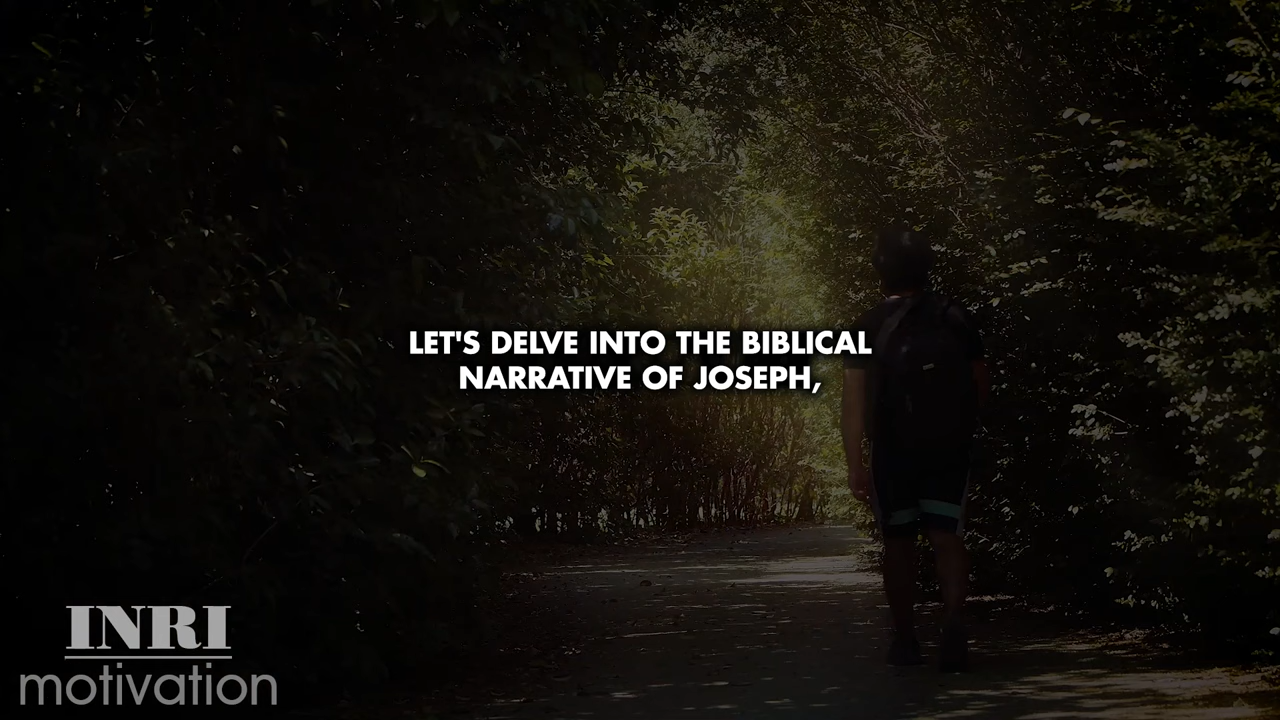 LET'S DELVE INTO THE BIBLICAL
NARRATIVE OF JOSEPH,
INRI
motivation